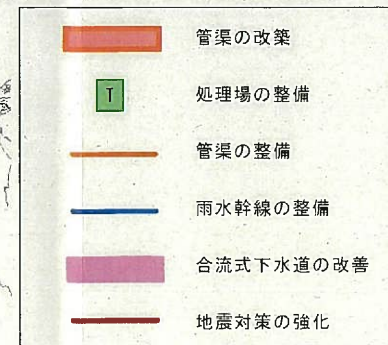 管渠の改築
T 処理場の整備
管渠の整備
雨水幹線の整備
合流式下水道の改善
地震対策の強化